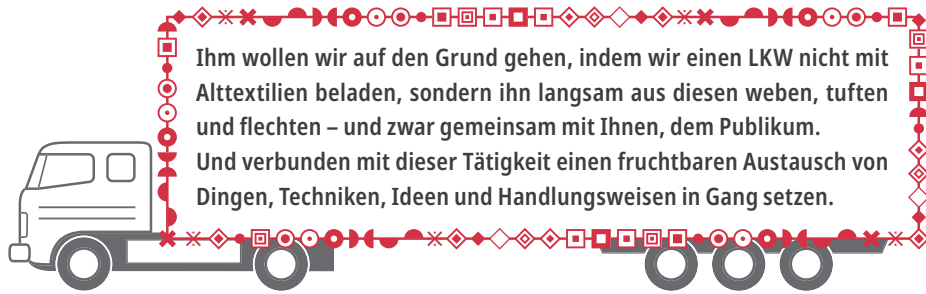 Ihm wollen wir auf den Grund gehen, indem wir einen LKW nicht mit
Alttextilien beladen, sondern ihn langsam aus diesen weben, tuften
und flechten – und zwar gemeinsam mit Ihnen, dem Publikum.
Und verbunden mit dieser Tätigkeit einen fruchtbaren Austausch von
Dingen, Techniken, Ideen und Handlungsweisen in Gang setzen.